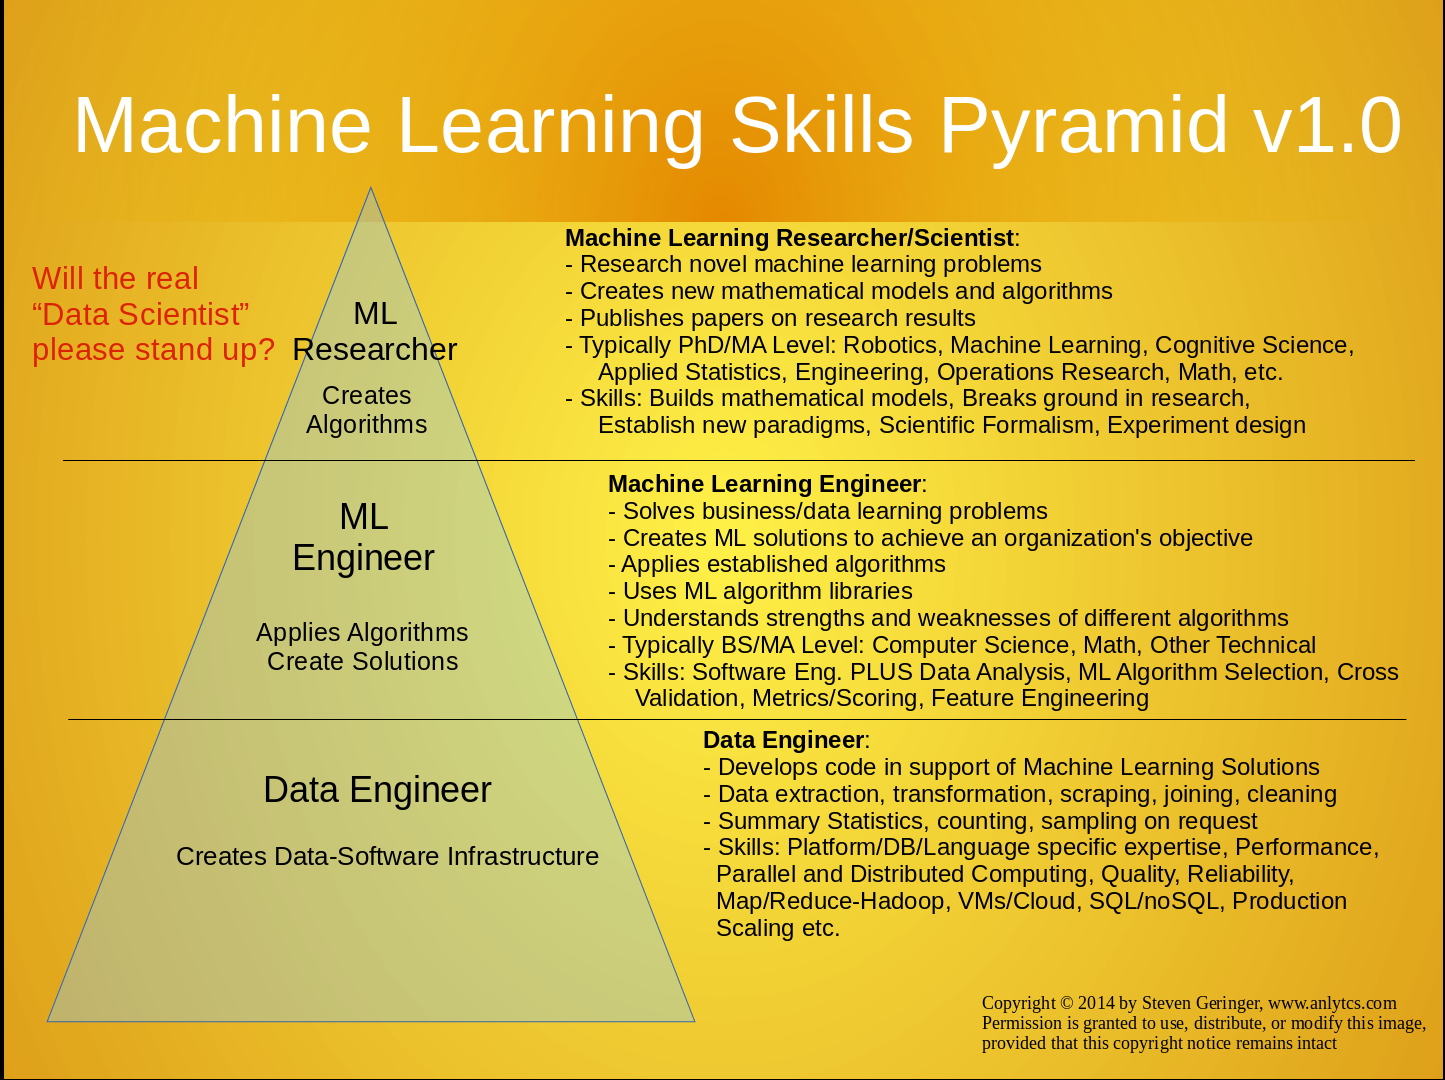 Machine Learning Skills Pyramid v1.0
Will the real
“Data Scientist”
please stand up?
ML
Researcher
Creates
Algorithms
Machine Learning Researcher/Scientist:
- Research novel machine learning problems
- Creates new mathematical models and algorithms
- Publishes papers on research results
- Typically PhD/MA Level: Robotics, Machine Learning, Cognitive Science,
Applied Statistics, Engineering, Operations Research, Math, etc.
- Skills: Builds mathematical models, Breaks ground in research,
Establish new paradigms, Scientific Formalism, Experiment design
ML
Engineer
Applies Algorithms
Create Solutions
Machine Learning Engineer:
- Solves business/data learning problems
- Creates ML solutions to achieve an organization's objective
- Applies established algorithms
- Uses ML algorithm libraries
- Understands strengths and weaknesses of different algorithms
- Typically BS/MA Level: Computer Science, Math, Other Technical
- Skills: Software Eng. PLUS Data Analysis, ML Algorithm Selection, Cross
Validation, Metrics/Scoring, Feature Engineering
Data Engineer
Creates Data-Software Infrastructure
Data Engineer:
- Develops code in support of Machine Learning Solutions
- Data extraction, transformation, scraping, joining, cleaning
- Summary Statistics, counting, sampling on request
- Skills: Platform/DB/Language specific expertise, Performance,
Parallel and Distributed Computing, Quality, Reliability,
Map/Reduce-Hadoop, VMs/Cloud, SQL/noSQL, Production
Scaling etc.
Copyright © 2014 by Steven Geringer, www.anlytcs.com
Permission is granted to use, distribute, or modify this image,
provided that this copyright notice remains intact